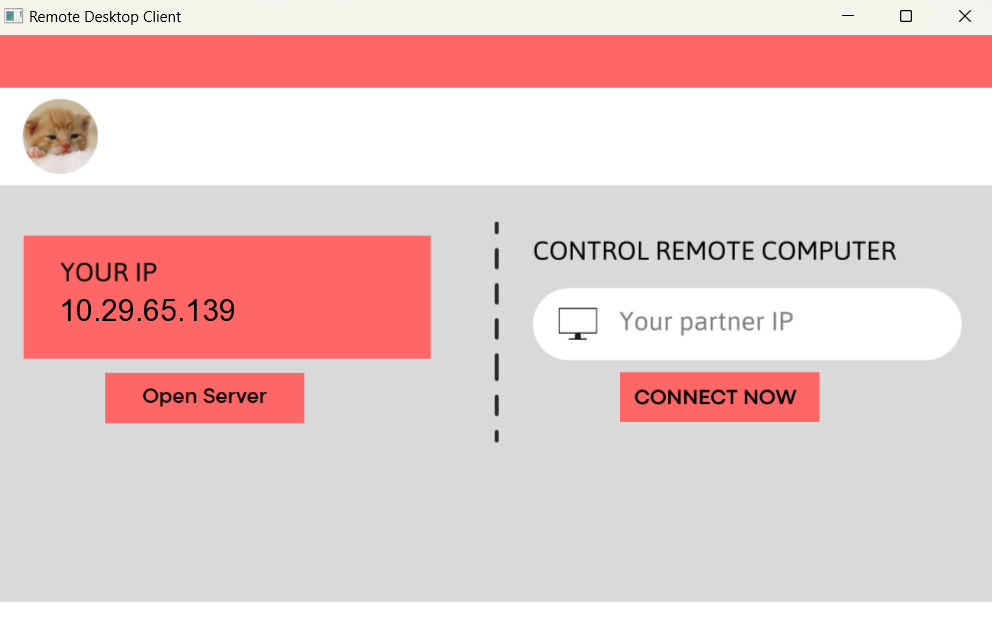 Remote Desktop Client
YOUR IP
10.29.65.139
Open Server
CONTROL REMOTE COMPUTER
Your partner IP
CONNECT NOW